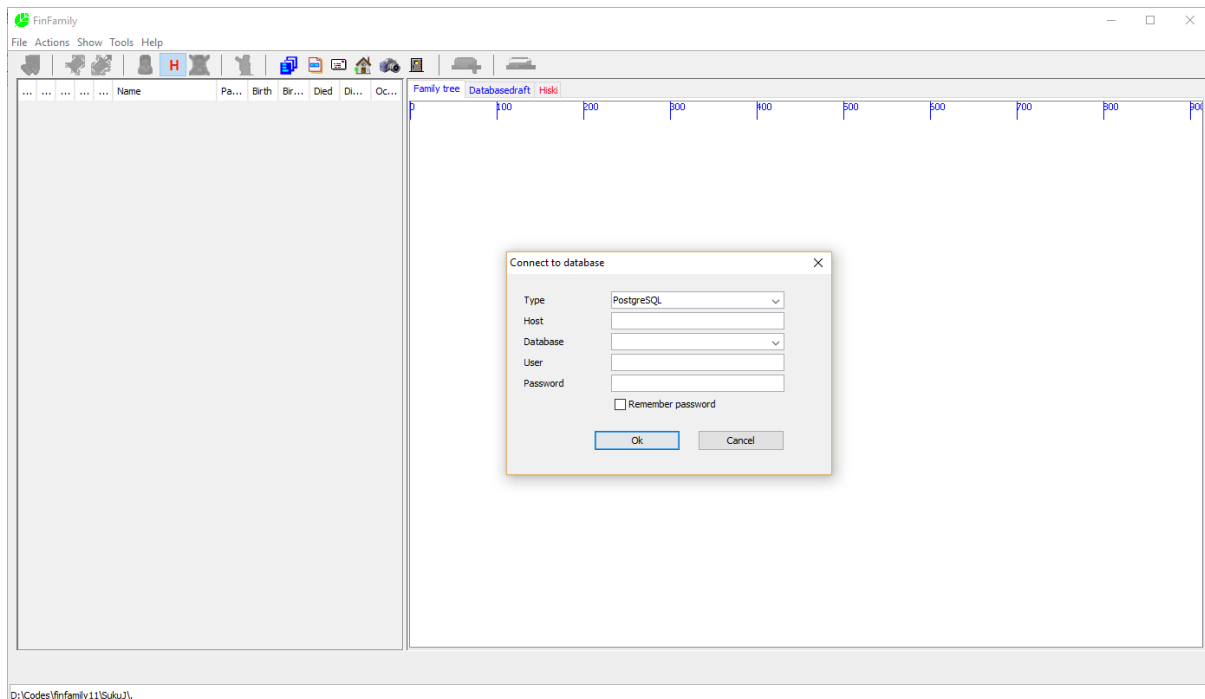 FinFamily
File Actions Show Tools Help
H
... ... ... ... ... Name Pa... Birth Bir... Died Di... Oc...
Family tree Databasedraft Hiski
0 100 200 300 400 500 600 700 800 900
Connect to database
Type PostgreSQL
Host
Database
User
Password
Remember password
Ok Cancel
D:\Codes\finfamily11\SukuJ\.